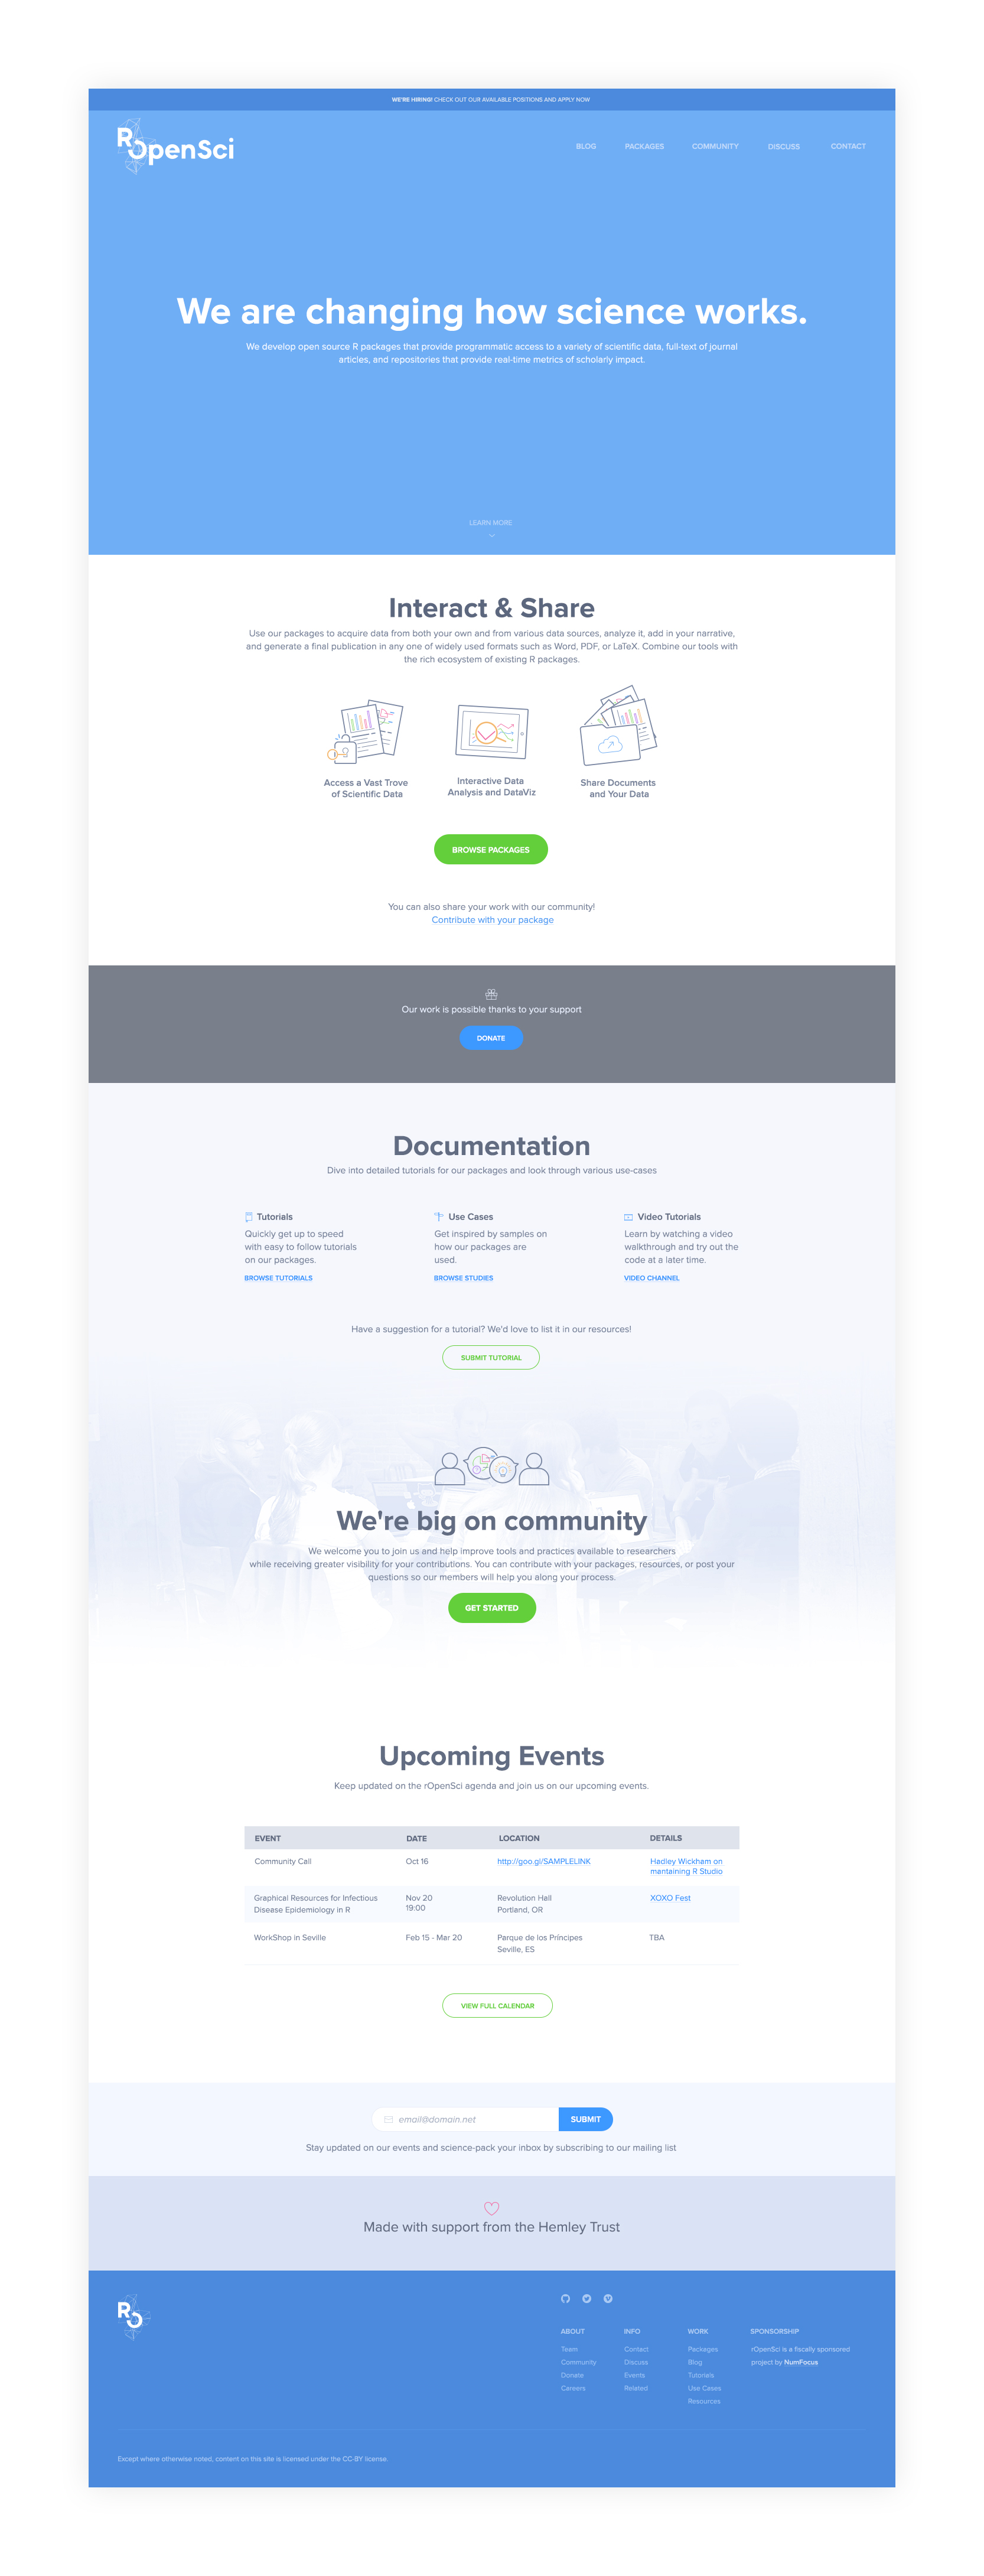 WE'RE HIRING! CHECK OUT OUR AVAILABLE POSITIONS AND APPLY NOW
ROpenSci
BLOG PACKAGES COMMUNITY DISCUSS CONTACT
We are changing how science works.
We develop open source R packages that provide programmatic access to a variety of scientific data, full-text of journal
articles, and repositories that provide real-time metrics of scholarly impact.
LEARN MORE
Interact & Share
Use our packages to acquire data from both your own and from various data sources, analyze it, add in your narrative,
and generate a final publication in any one of widely used formats such as Word, PDF, or LaTeX. Combine our tools with
the rich ecosystem of existing R packages.
Access a Vast Trove
of Scientific Data
Interactive Data
Analysis and DataViz
Share Documents
and Your Data
BROWSE PACKAGES
You can also share your work with our community!
Contribute with your package
Our work is possible thanks to your support
DONATE
Documentation
Dive into detailed tutorials for our packages and look through various use-cases
Tutorials
Quickly get up to speed
with easy to follow tutorials
on our packages.
BROWSE TUTORIALS
Use Cases
Get inspired by samples on
how our packages are
used.
BROWSE STUDIES
Video Tutorials
Learn by watching a video
walkthrough and try out the
code at a later time.
VIDEO CHANNEL
Have a suggestion for a tutorial? We'd love to list it in our resources!
SUBMIT TUTORIAL
We're big on community
We welcome you to join us and help improve tools and practices available to researchers
while receiving greater visibility for your contributions. You can contribute with your packages, resources, or post your
questions so our members will help you along your process.
GET STARTED
Upcoming Events
Keep updated on the rOpenSci agenda and join us on our upcoming events.
EVENT DATE LOCATION DETAILS
Community Call Oct 16 http://goo.gl/SAMPLELINK Hadley Wickham on
mantaining R Studio
Graphical Resources for Infectious Nov 20 Revolution Hall XOXO Fest
Disease Epidemiology in R 19:00 Portland, OR
WorkShop in Seville Feb 15 - Mar 20 Parque de los Príncipes TBA
Seville, ES
VIEW FULL CALENDAR
email@domain.net SUBMIT
Stay updated on our events and science-pack your inbox by subscribing to our mailing list
Made with support from the Hemley Trust
RO
ABOUT
Team
Community
Donate
Careers
INFO
Contact
Discuss
Events
Related
WORK
Packages
Blog
Tutorials
Use Cases
Resources
SPONSORSHIP
rOpenSci is a fiscally sponsored
project by NumFocus
Except where otherwise noted, content on this site is licensed under the CC-BY license.